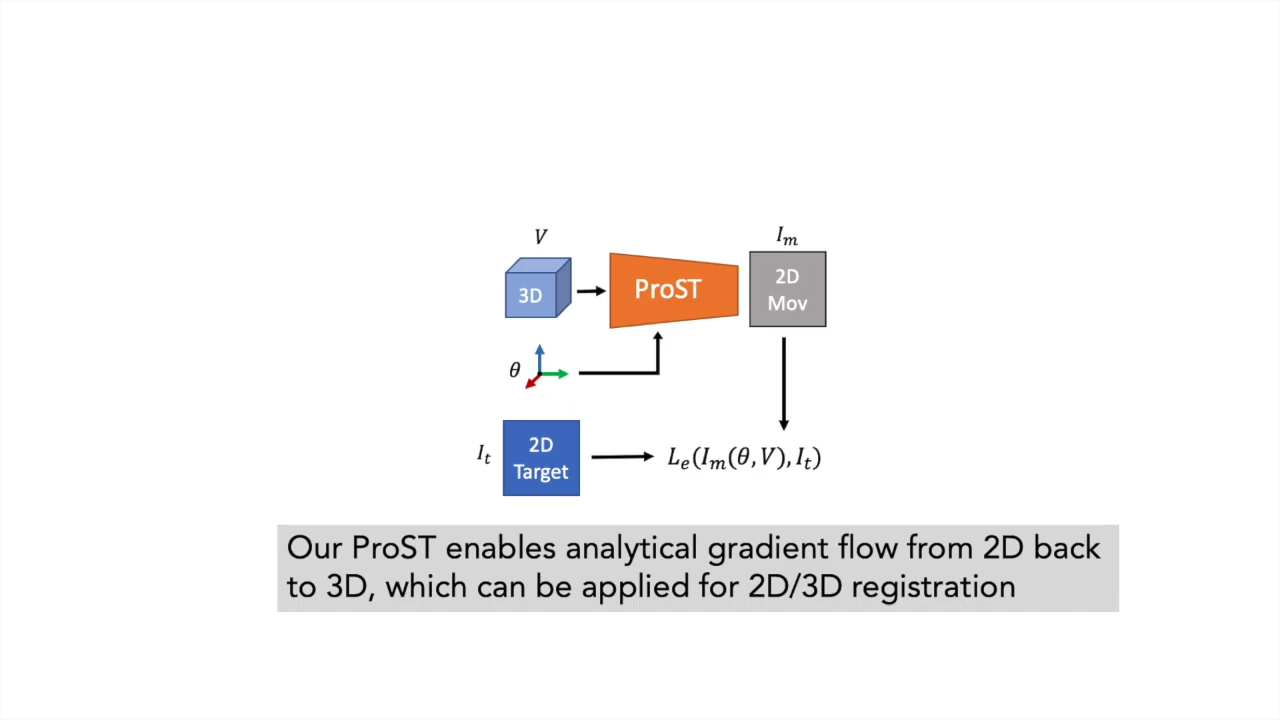 V
I_m
3D
ProST
2D
Mov
θ
I_t
2D
Target
L_e(I_m(θ, V), I_t)
Our ProST enables analytical gradient flow from 2D back
to 3D, which can be applied for 2D/3D registration